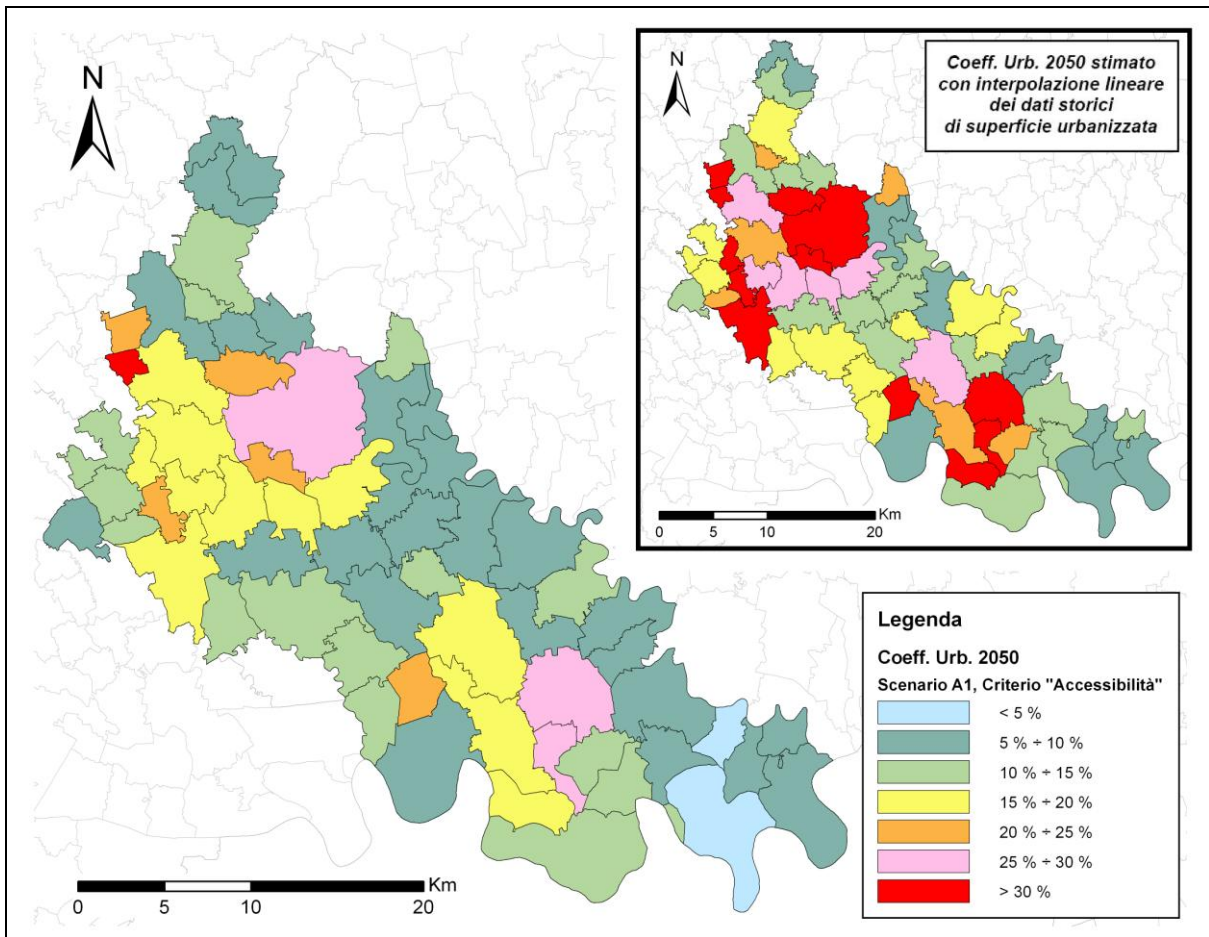 N
0
5
10
20
Km
N
Coeff. Urb. 2050 stimato
con interpolazione lineare
dei dati storici
di superficie urbanizzata
Km
0
5
10
20
Legenda
Coeff. Urb. 2050
Scenario A1, Criterio "Accessibilità"
< 5 %
5 % ÷ 10 %
10 % ÷ 15 %
15 % ÷ 20 %
20 % ÷ 25 %
25 % ÷ 30 %
> 30 %